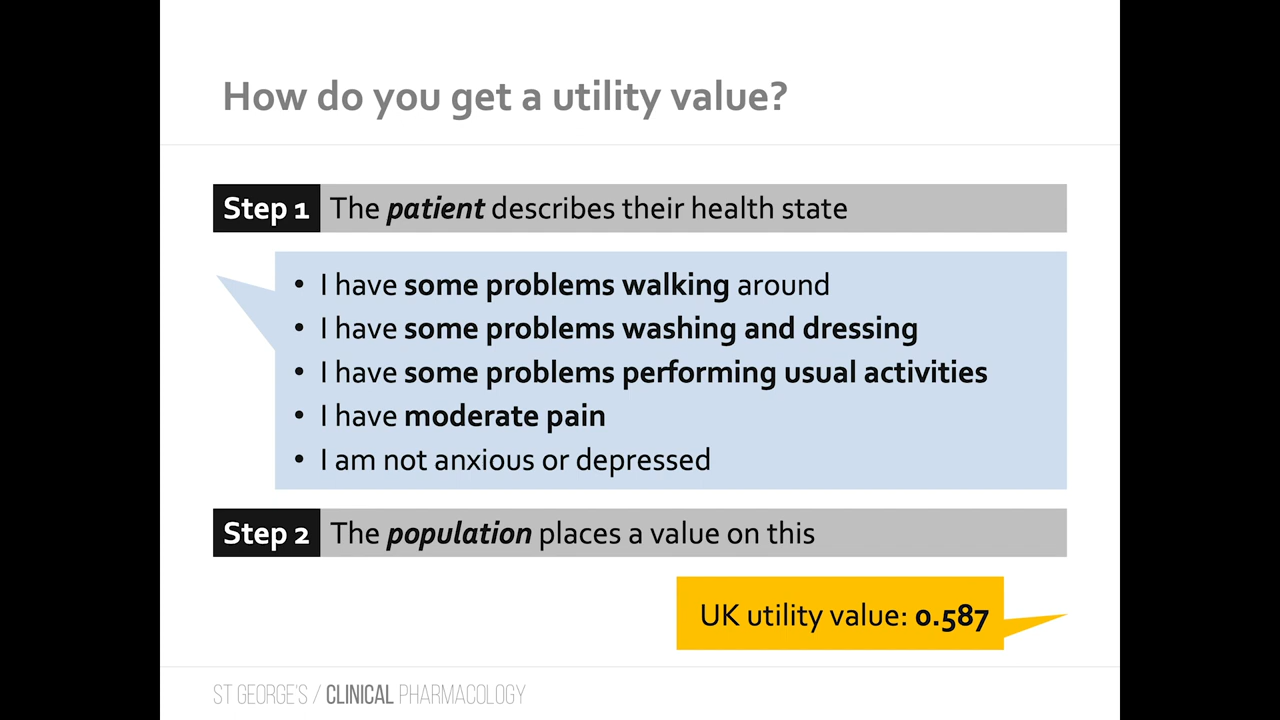 How do you get a utility value?
Step 1 The patient describes their health state
• I have some problems walking around
• I have some problems washing and dressing
• I have some problems performing usual activities
• I have moderate pain
• I am not anxious or depressed
Step 2 The population places a value on this
UK utility value: 0.587
ST GEORGE'S / CLINICAL PHARMACOLOGY